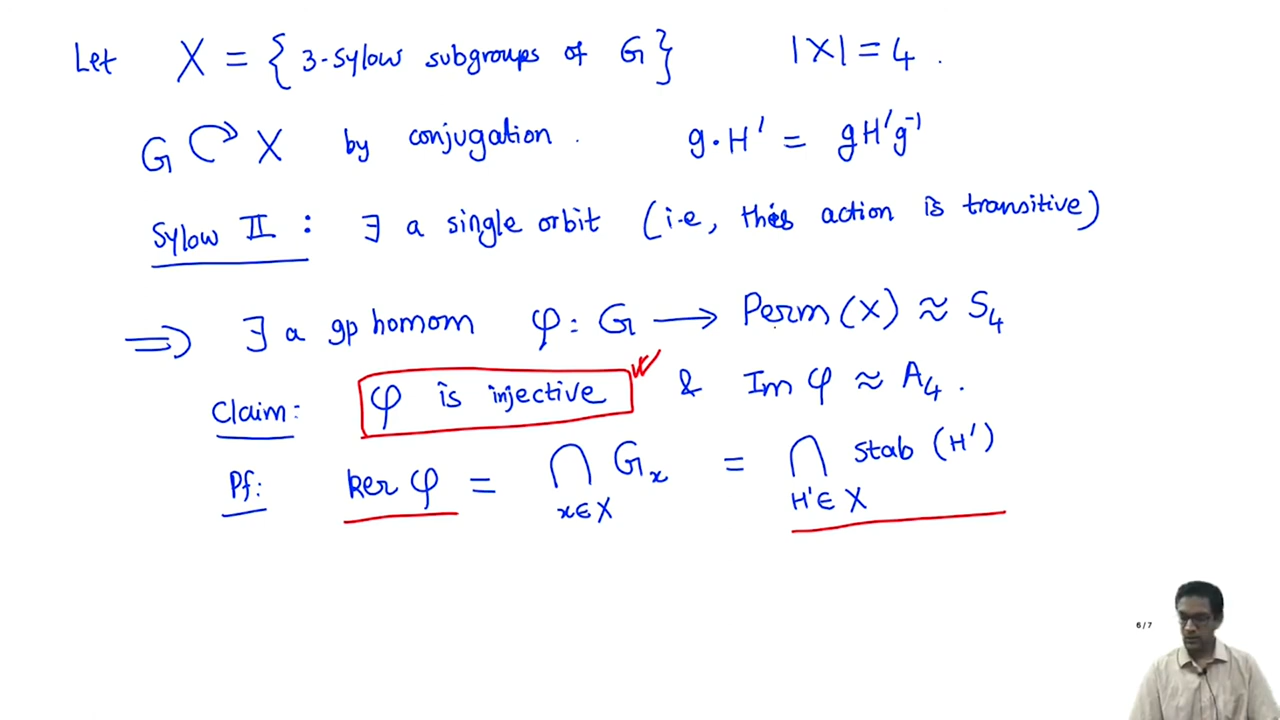 Let X = { 3-Sylow subgroups of G } |X| = 4 .
G ↻ X by conjugation . g·H' = gH'g⁻¹
Sylow II : ∃ a single orbit (i.e, this action is transitive)
⟹ ∃ a gp homom φ : G ⟶ Perm (X) ≈ S₄
Claim: φ is injective ✓ & Im φ ≈ A₄ .
Pf: ker φ = ⋂ Gₓ = ⋂ stab (H')
x∈X H'∈X
6 / 7